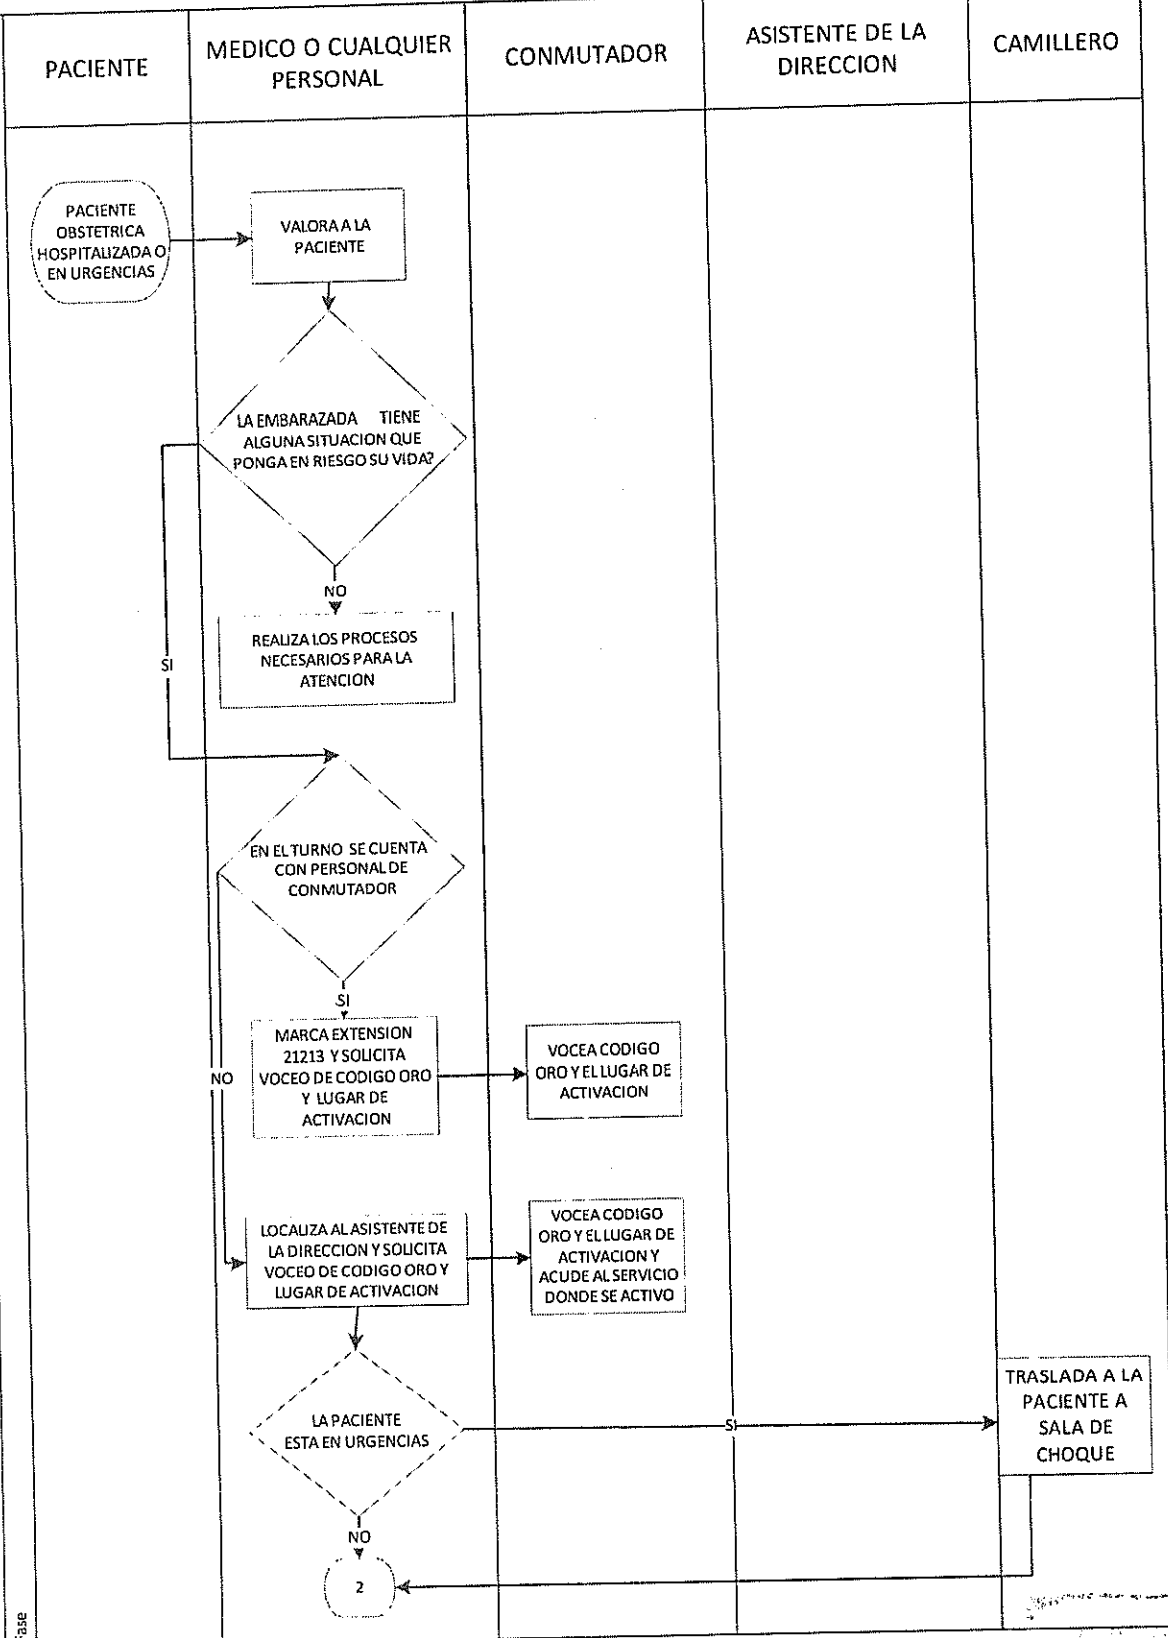 PACIENTE
MEDICO O CUALQUIER
PERSONAL
CONMUTADOR
ASISTENTE DE LA
DIRECCION
CAMILLERO
PACIENTE
OBSTETRICA
HOSPITALIZADA O
EN URGENCIAS
VALORA A LA
PACIENTE
LA EMBARAZADA TIENE
ALGUNA SITUACION QUE
PONGA EN RIESGO SU VIDA?
NO
REALIZA LOS PROCESOS
NECESARIOS PARA LA
ATENCION
SI
EN EL TURNO SE CUENTA
CON PERSONAL DE
CONMUTADOR
SI
MARCA EXTENSION
21213 Y SOLICITA
VOCEO DE CODIGO ORO
Y LUGAR DE
ACTIVACION
VOCEA CODIGO
ORO Y EL LUGAR DE
ACTIVACION
NO
LOCALIZA AL ASISTENTE DE
LA DIRECCION Y SOLICITA
VOCEO DE CODIGO ORO Y
LUGAR DE ACTIVACION
VOCEA CODIGO
ORO Y EL LUGAR DE
ACTIVACION Y
ACUDE AL SERVICIO
DONDE SE ACTIVO
LA PACIENTE
ESTA EN URGENCIAS
SI
TRASLADA A LA
PACIENTE A
SALA DE
CHOQUE
NO
2